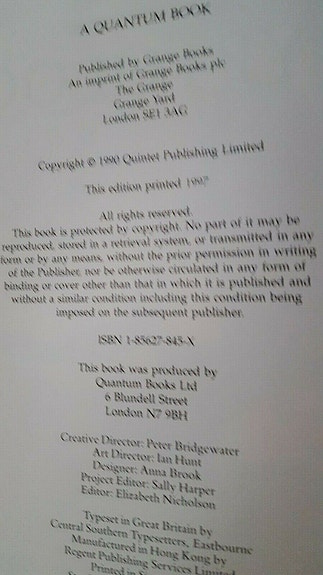 A QUANTUM BOOK
Published by Grange Books
An imprint of Grange Books plc
The Grange
Grange Yard
London SE1 3AG
Copyright © 1990 Quintet Publishing Limited
This edition printed 1997
All rights reserved.
This book is protected by copyright. No part of it may be
reproduced, stored in a retrieval system, or transmitted in any
form or by any means, without the prior permission in writing
of the Publisher, nor be otherwise circulated in any form of
binding or cover other than that in which it is published and
without a similar condition including this condition being
imposed on the subsequent publisher.
ISBN 1-85627-845-X
This book was produced by
Quantum Books Ltd
6 Blundell Street
London N7 9BH
Creative Director: Peter Bridgewater
Art Director: Ian Hunt
Designer: Anna Brook
Project Editor: Sally Harper
Editor: Elizabeth Nicholson
Typeset in Great Britain by
Central Southern Typesetters, Eastbourne
Manufactured in Hong Kong by
Regent Publishing Services Limited
Printed in